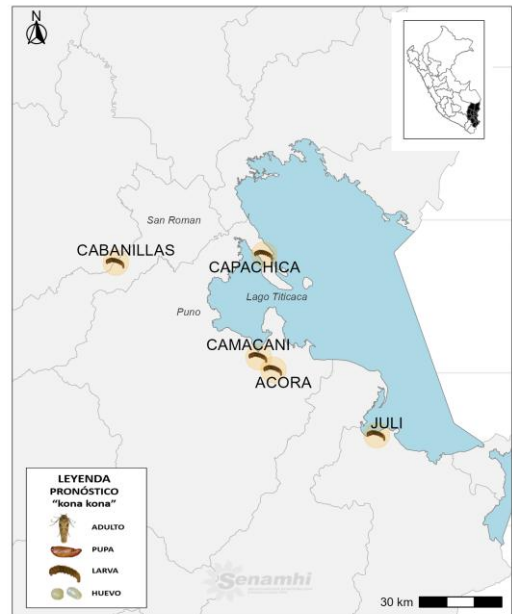 N
San Roman
CABANILLAS
CAPACHICA
Lago Titicaca
Puno
CAMACANI
ACORA
JULI
LEYENDA
PRONÓSTICO
“kona kona”
ADULTO
PUPA
LARVA
HUEVO
Senamhi
30 km